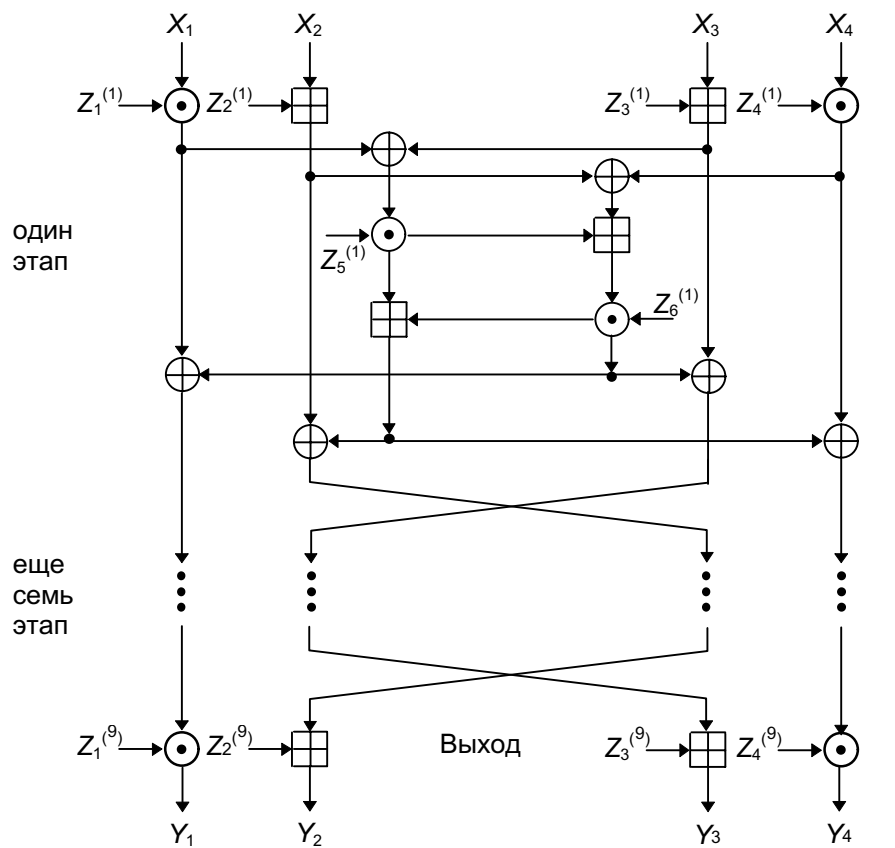 X1 X2 X3 X4
Z1(1) Z2(1) Z3(1) Z4(1)
один
этап
Z5(1)
Z6(1)
еще
семь
этап
Z1(9) Z2(9) Выход Z3(9) Z4(9)
Y1 Y2 Y3 Y4